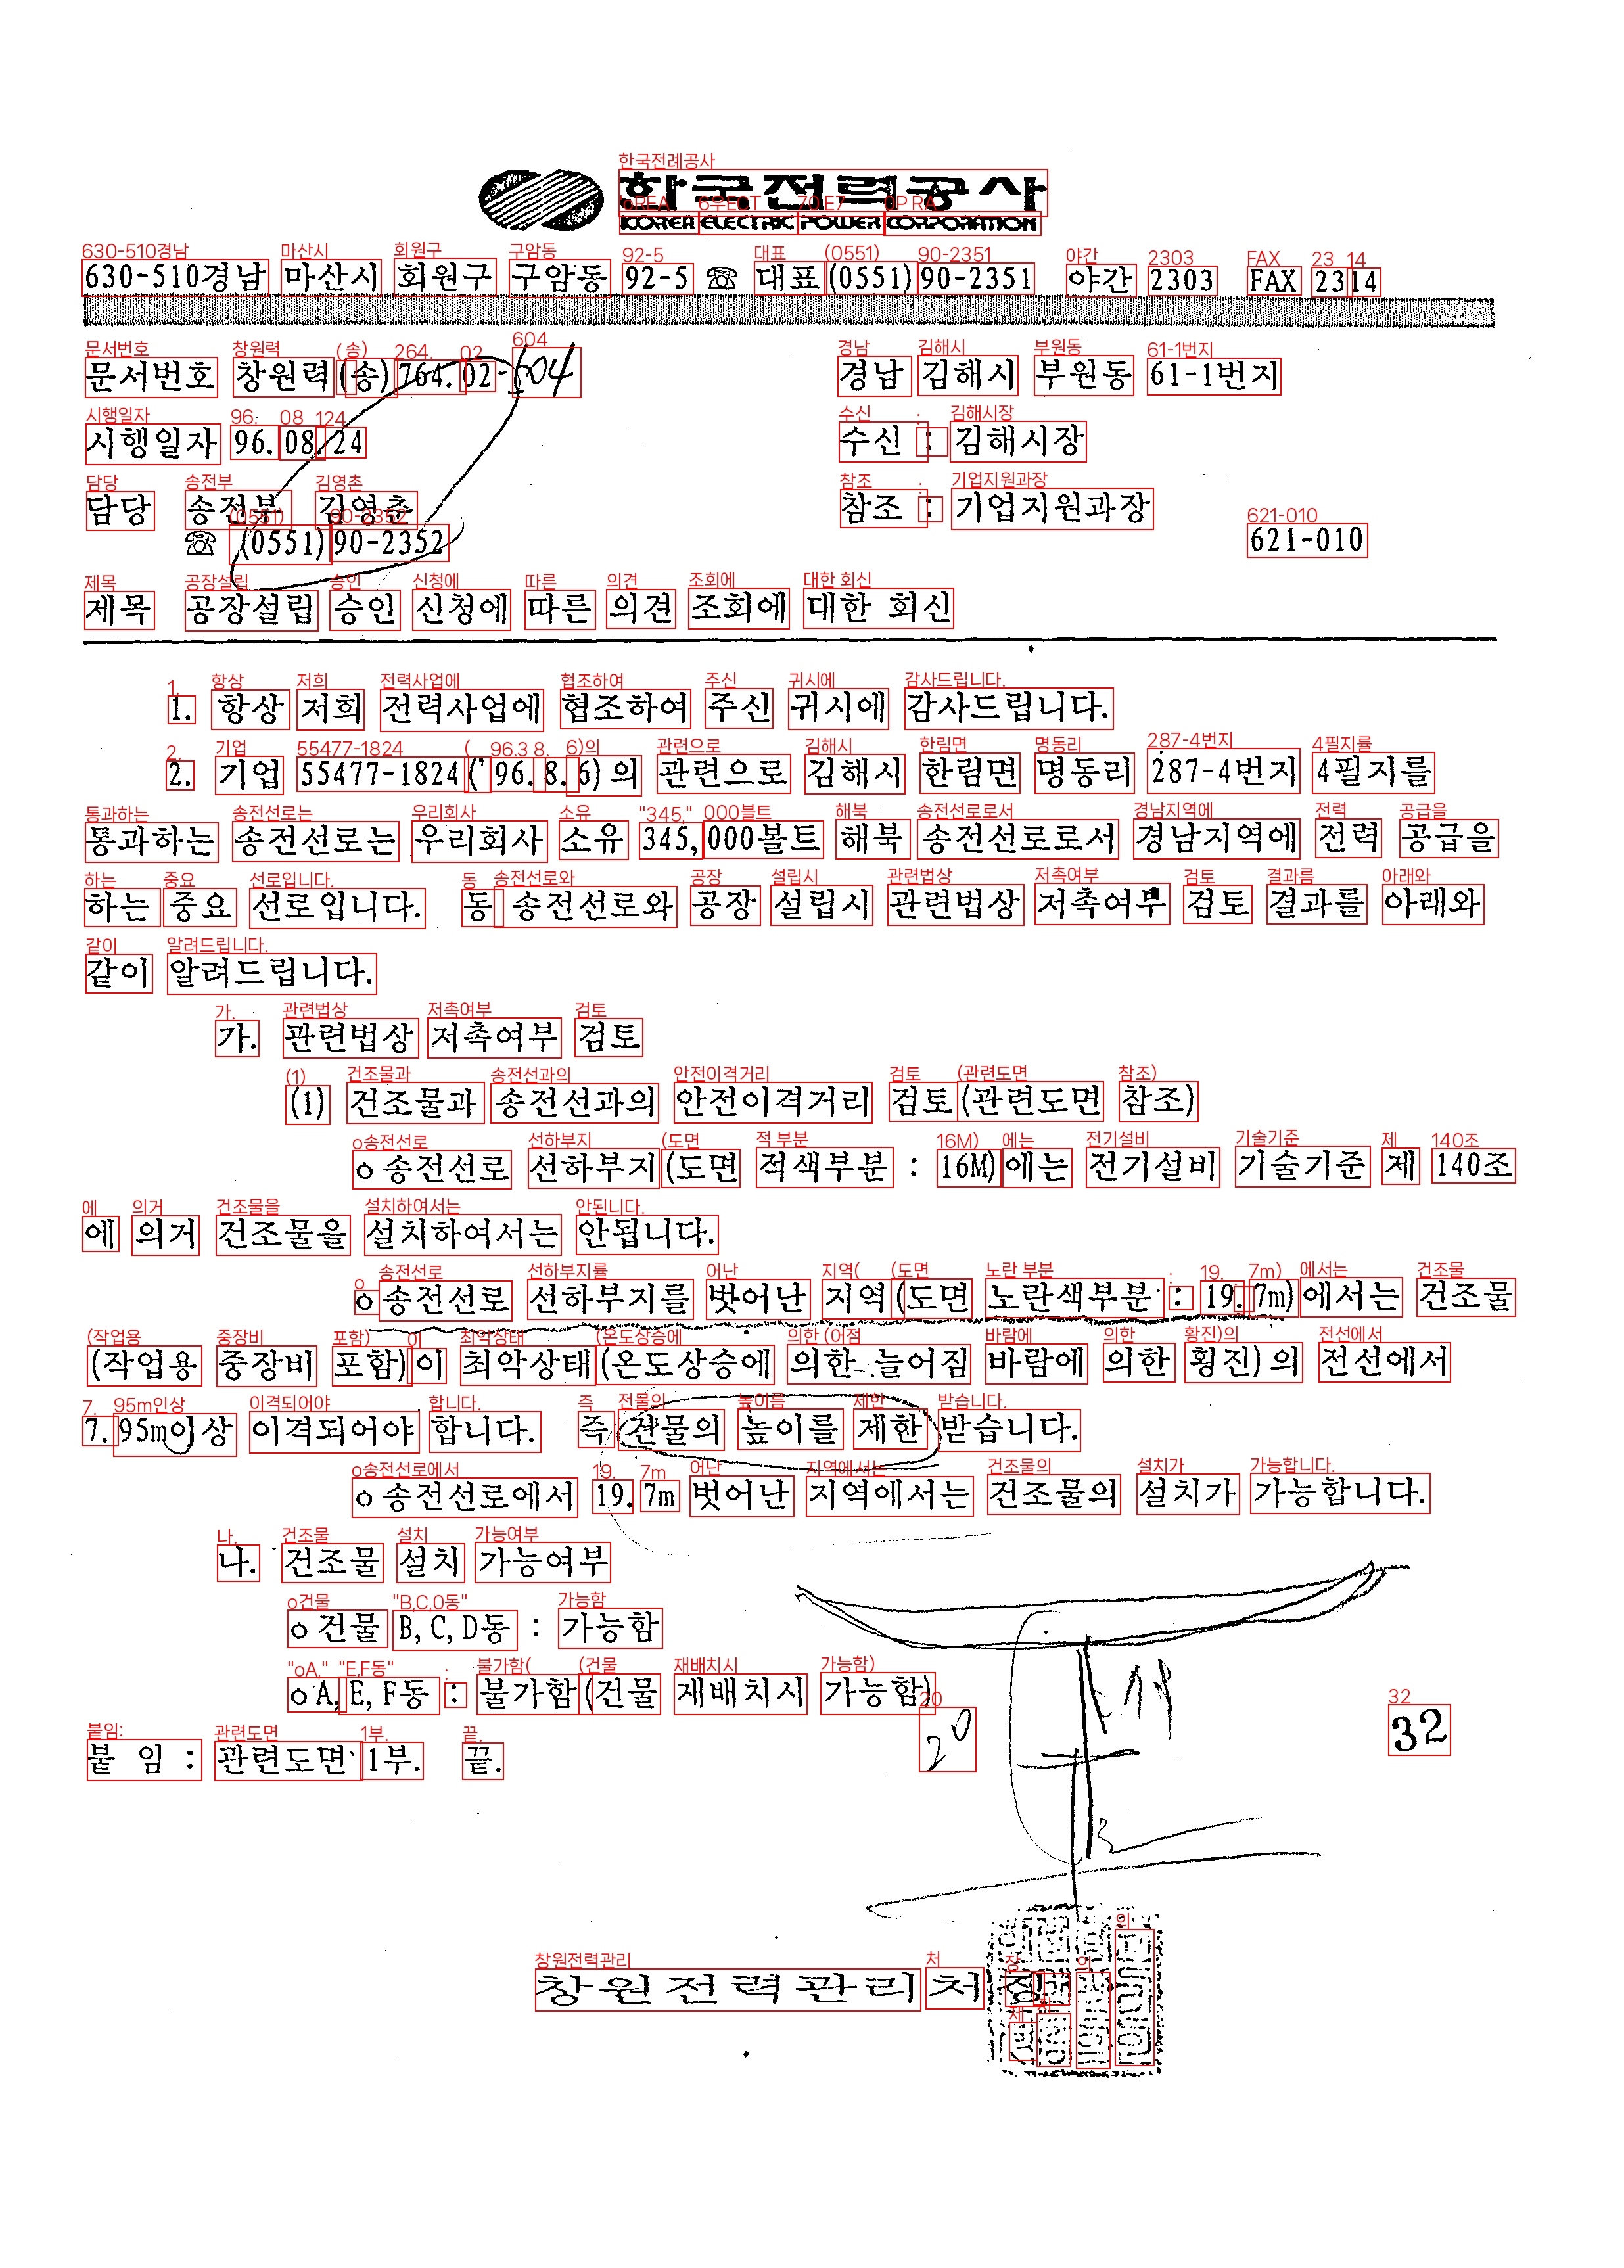 한국전력공사
KOREA ELECTRIC POWER CORPORATION
630-510경남 마산시 회원구 구암동 92-5 ☏ 대표(0551)90-2351 야간 2303 FAX 2314
문서번호 창원력(송)764.02-604
경남 김해시 부원동 61-1번지
시행일자 96.08.24
수신 : 김해시장
담당 송전부 김영춘
참조 : 기업지원과장
☏ (0551)90-2352
621-010
제목 공장설립 승인 신청에 따른 의견 조회에 대한 회신
1. 항상 저희 전력사업에 협조하여 주신 귀시에 감사드립니다.
2. 기업 55477-1824('96.8.6)의 관련으로 김해시 한림면 명동리 287-4번지 4필지를
통과하는 송전선로는 우리회사 소유 345,000볼트 해북 송전선로로서 경남지역에 전력 공급을
하는 중요 선로입니다. 동 송전선로와 공장 설립시 관련법상 저촉여부 검토 결과를 아래와
같이 알려드립니다.
가. 관련법상 저촉여부 검토
(1) 건조물과 송전선과의 안전이격거리 검토(관련도면 참조)
o 송전선로 선하부지(도면 적색부분 : 16M)에는 전기설비 기술기준 제 140조
에 의거 건조물을 설치하여서는 안됩니다.
o 송전선로 선하부지를 벗어난 지역(도면 노란색부분 : 19.7m)에서는 건조물
(작업용 중장비 포함)이 최악상태(온도상승에 의한 늘어짐 바람에 의한 횡진)의 전선에서
7.95m이상 이격되어야 합니다. 즉 건물의 높이를 제한 받습니다.
o 송전선로에서 19.7m 벗어난 지역에서는 건조물의 설치가 가능합니다.
나. 건조물 설치 가능여부
o 건물 B, C, D동 : 가능함
o A, E, F동 : 불가함(건물 재배치시 가능함)
20
32
붙 임 : 관련도면 1부. 끝.
창원전력관리처장